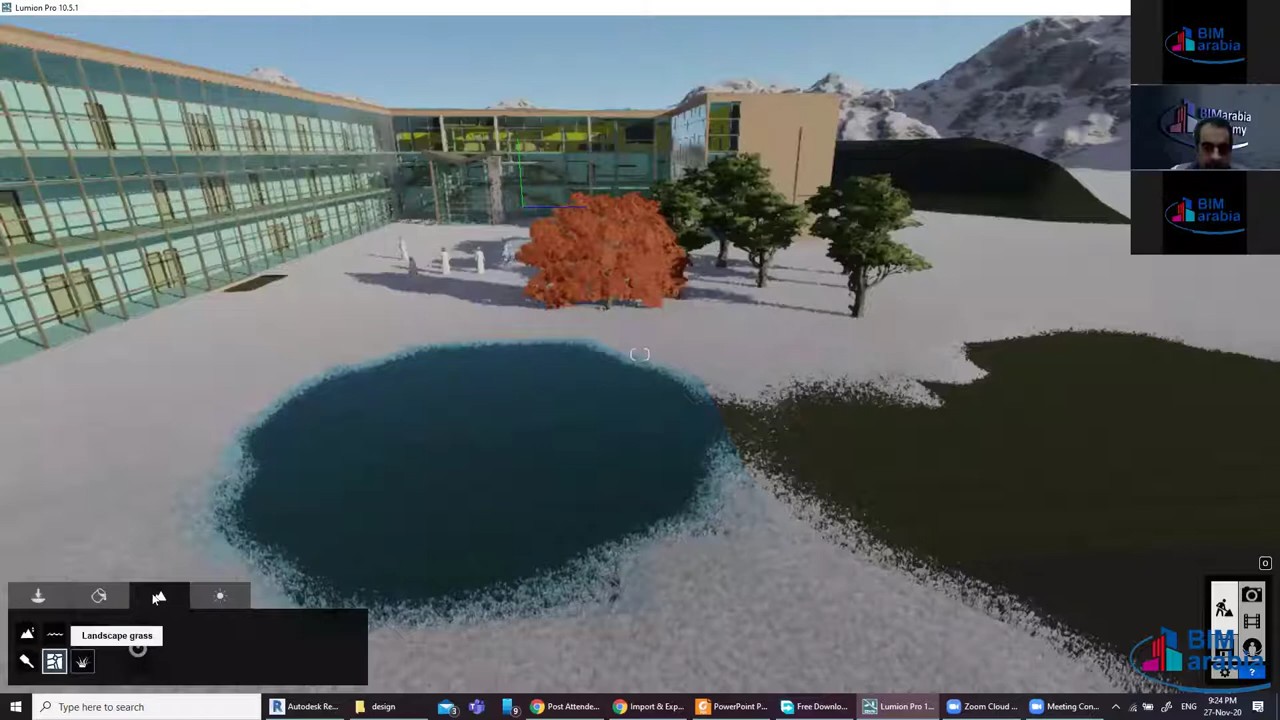 Lumion Pro 10.5.1
BIM
arabia
BIMarabia
BIM
arabia
Landscape grass
BIM
arabia
Type here to search
Autodesk Re...
design
3
9
Post Attende...
Import & Exp...
PowerPoint P...
Free Downlo...
Lumion Pro 1...
Zoom Cloud ...
Meeting Con...
ENG
9:24 PM
27-Nov-20